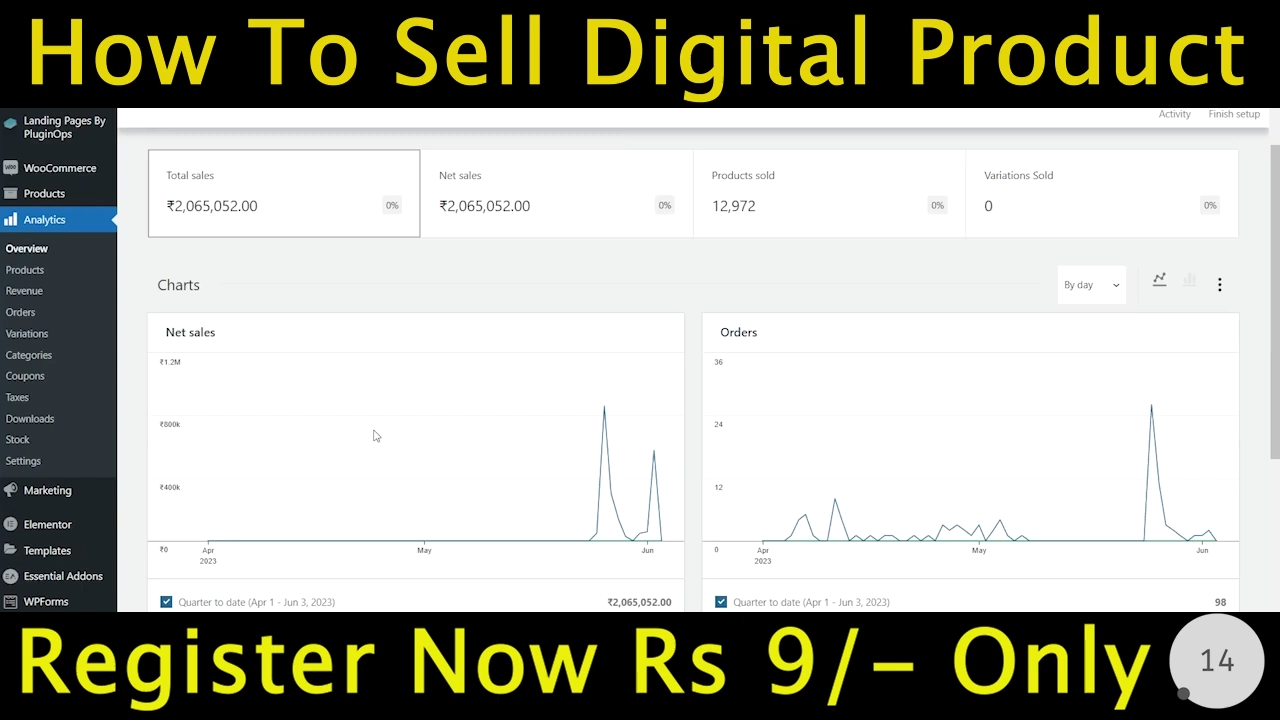 How To Sell Digital Product
Activity
Finish setup
Landing Pages By
PluginOps
WooCommerce
Products
Analytics
Overview
Products
Revenue
Orders
Variations
Categories
Coupons
Taxes
Downloads
Stock
Settings
Marketing
Elementor
Templates
Essential Addons
WPForms
Total sales
₹2,065,052.00
0%
Net sales
₹2,065,052.00
0%
Products sold
12,972
0%
Variations Sold
0
0%
Charts
By day
Net sales
₹1.2M
₹800k
₹400k
₹0
Apr
2023
May
Jun
Quarter to date (Apr 1 - Jun 3, 2023)
₹2,065,052.00
Orders
36
24
12
0
Apr
2023
May
Jun
Quarter to date (Apr 1 - Jun 3, 2023)
98
Register Now Rs 9/- Only
14